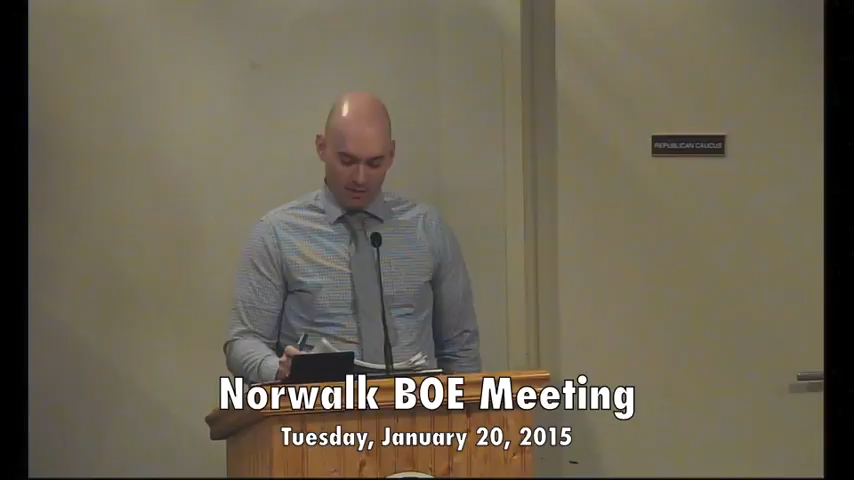 REPUBLICAN CAUCUS
Norwalk BOE Meeting
Tuesday, January 20, 2015